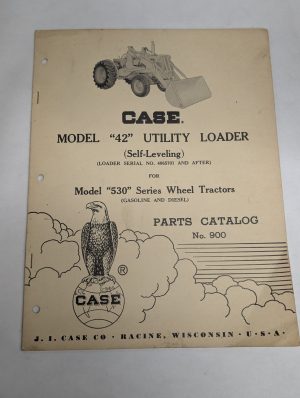 CASE.
MODEL "42" UTILITY LOADER
(Self-Leveling)
(LOADER SERIAL NO. 4065701 AND AFTER)
FOR
Model "530" Series Wheel Tractors
(GASOLINE AND DIESEL)
PARTS CATALOG
No. 900
®
CASE
J. I. CASE CO · RACINE, WISCONSIN · U·S·A·